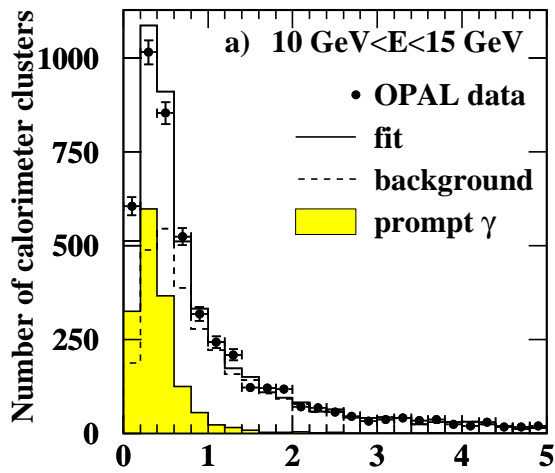 a) 10 GeV<E<15 GeV
OPAL data
fit
background
prompt γ
Number of calorimeter clusters
1000
750
500
250
0
0 1 2 3 4 5